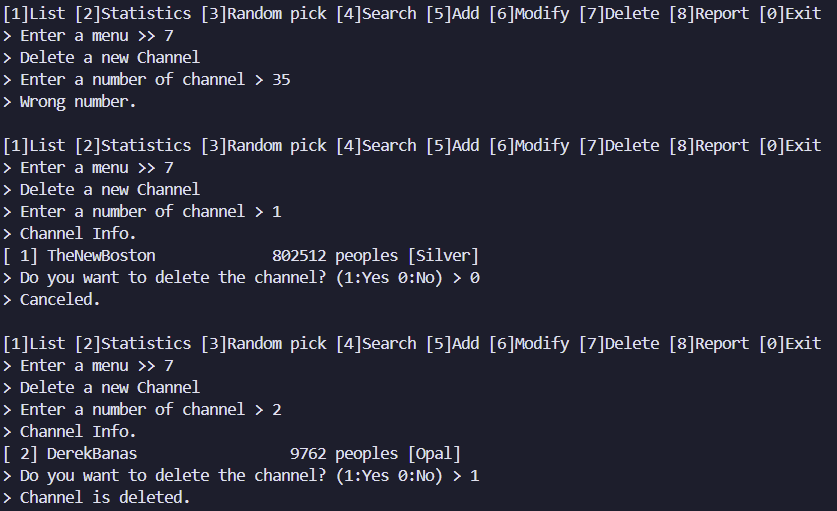 [1]List [2]Statistics [3]Random pick [4]Search [5]Add [6]Modify [7]Delete [8]Report [0]Exit
> Enter a menu >> 7
> Delete a new Channel
> Enter a number of channel > 35
> Wrong number.

[1]List [2]Statistics [3]Random pick [4]Search [5]Add [6]Modify [7]Delete [8]Report [0]Exit
> Enter a menu >> 7
> Delete a new Channel
> Enter a number of channel > 1
> Channel Info.
[ 1] TheNewBoston             802512 peoples [Silver]
> Do you want to delete the channel? (1:Yes 0:No) > 0
> Canceled.

[1]List [2]Statistics [3]Random pick [4]Search [5]Add [6]Modify [7]Delete [8]Report [0]Exit
> Enter a menu >> 7
> Delete a new Channel
> Enter a number of channel > 2
> Channel Info.
[ 2] DerekBanas                 9762 peoples [Opal]
> Do you want to delete the channel? (1:Yes 0:No) > 1
> Channel is deleted.